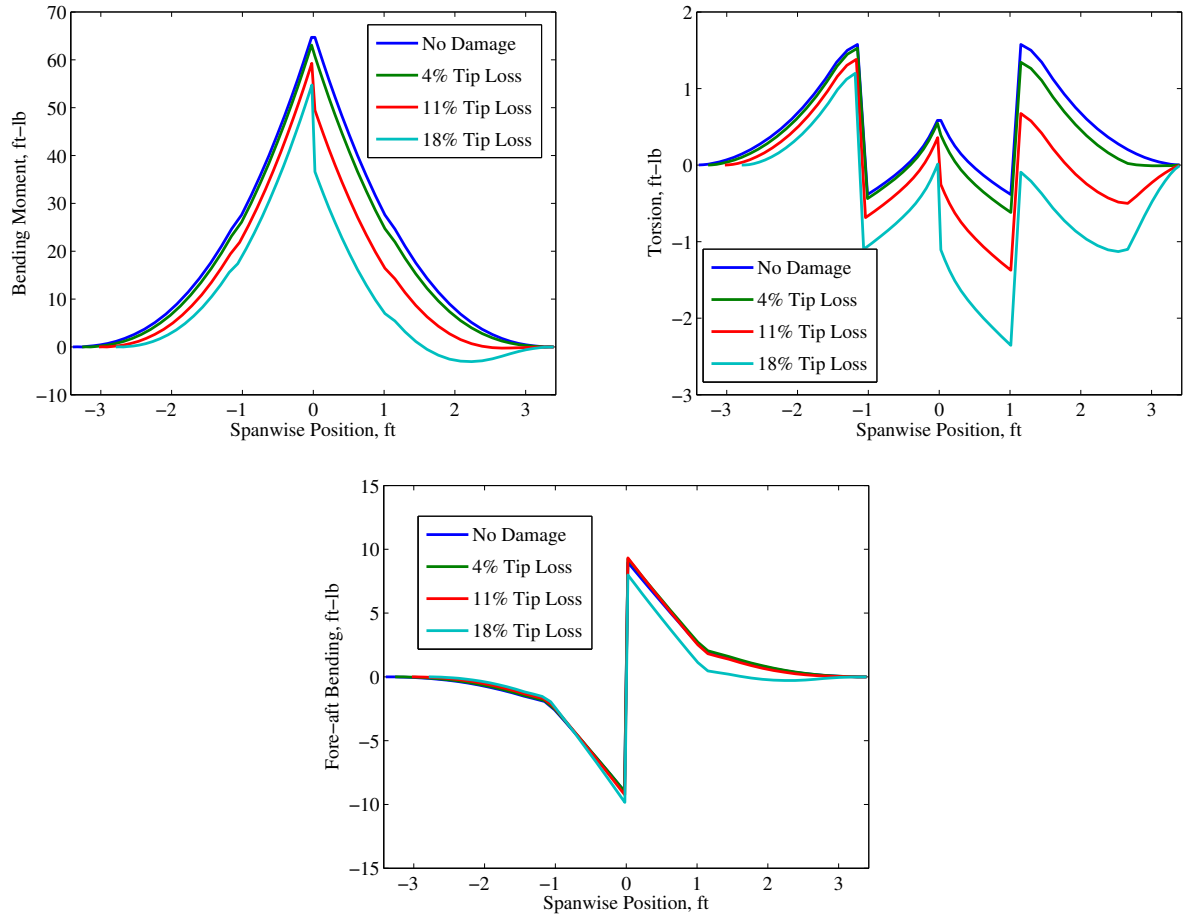 70
60
50
40
30
20
10
0
−10
Bending Moment, ft−lb
No Damage
4% Tip Loss
11% Tip Loss
18% Tip Loss
−3 −2 −1 0 1 2 3
Spanwise Position, ft
2
1
0
−1
−2
−3
Torsion, ft−lb
No Damage
4% Tip Loss
11% Tip Loss
18% Tip Loss
−3 −2 −1 0 1 2 3
Spanwise Position, ft
15
10
5
0
−5
−10
−15
Fore−aft Bending, ft−lb
No Damage
4% Tip Loss
11% Tip Loss
18% Tip Loss
−3 −2 −1 0 1 2 3
Spanwise Position, ft